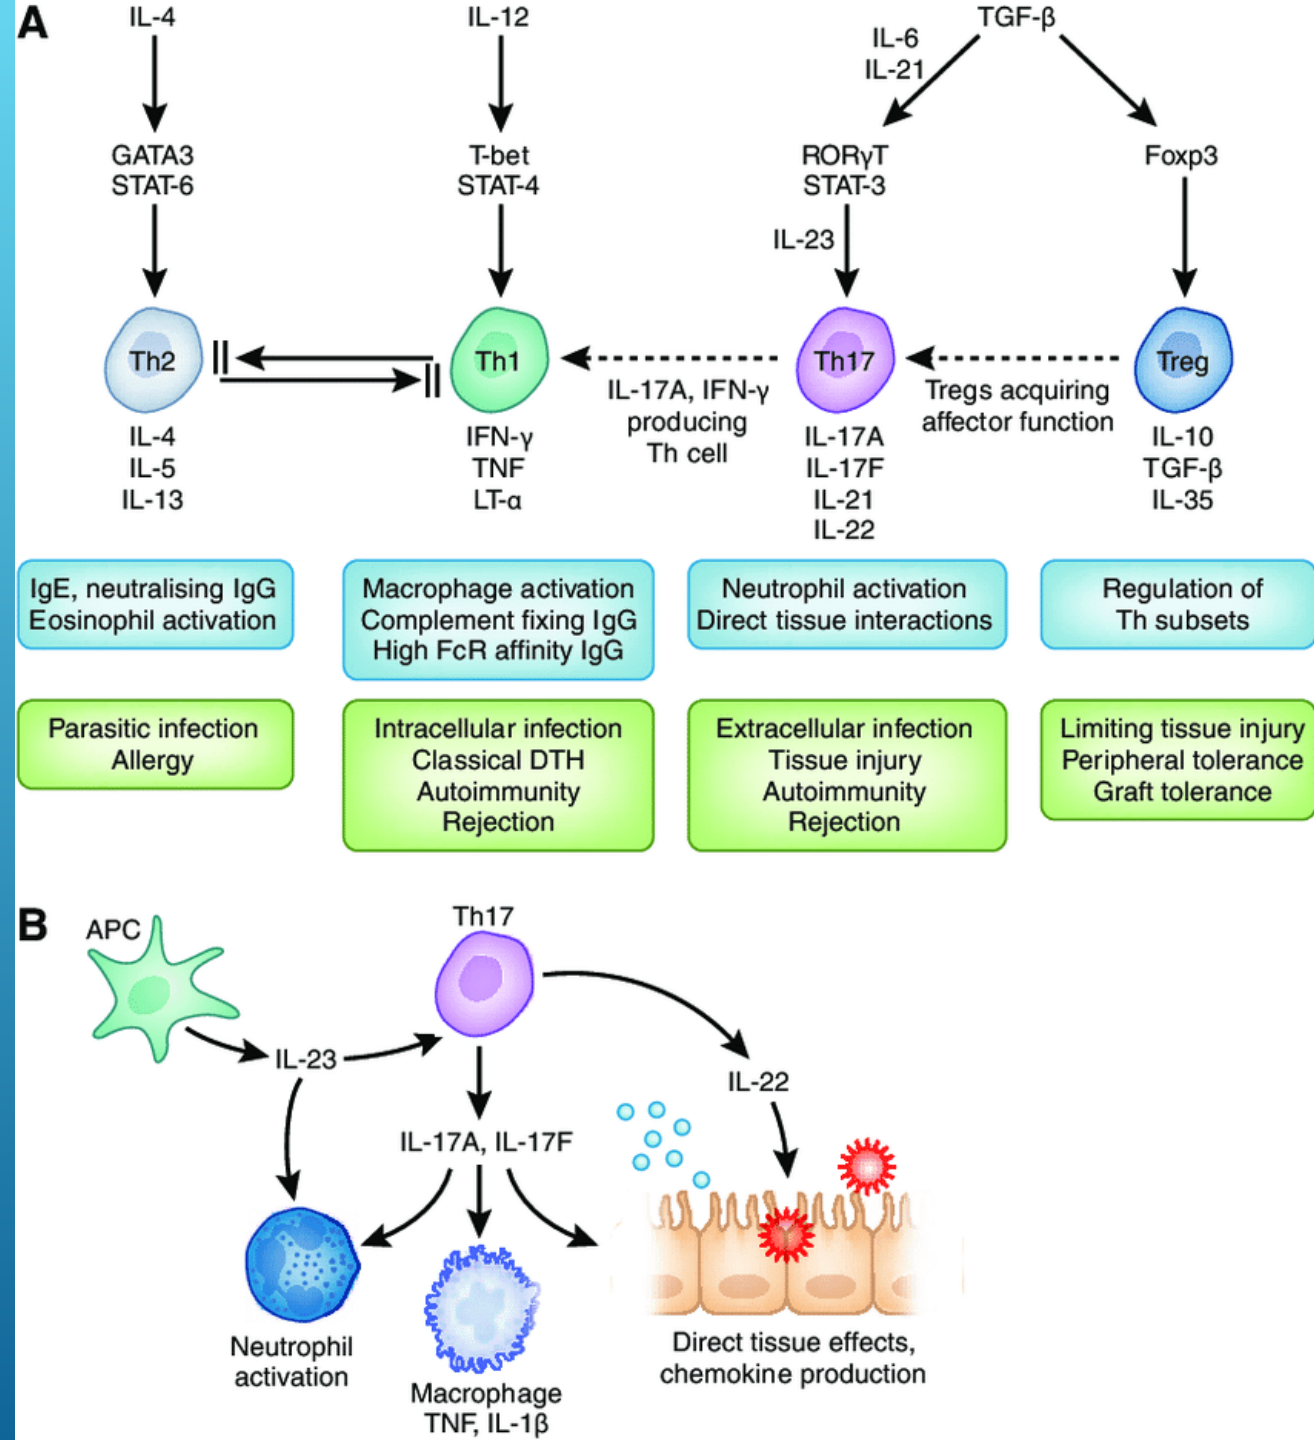 A
IL-4
IL-12
TGF-β
IL-6
IL-21
GATA3
STAT-6
T-bet
STAT-4
RORγT
STAT-3
Foxp3
IL-23
Th2
Th1
Th17
Treg
IL-17A, IFN-γ
producing
Th cell
Tregs acquiring
affector function
IL-4
IL-5
IL-13
IFN-γ
TNF
LT-α
IL-17A
IL-17F
IL-21
IL-22
IL-10
TGF-β
IL-35
IgE, neutralising IgG
Eosinophil activation
Macrophage activation
Complement fixing IgG
High FcR affinity IgG
Neutrophil activation
Direct tissue interactions
Regulation of
Th subsets
Parasitic infection
Allergy
Intracellular infection
Classical DTH
Autoimmunity
Rejection
Extracellular infection
Tissue injury
Autoimmunity
Rejection
Limiting tissue injury
Peripheral tolerance
Graft tolerance
B
APC
Th17
IL-23
IL-22
IL-17A, IL-17F
Neutrophil
activation
Macrophage
TNF, IL-1β
Direct tissue effects,
chemokine production